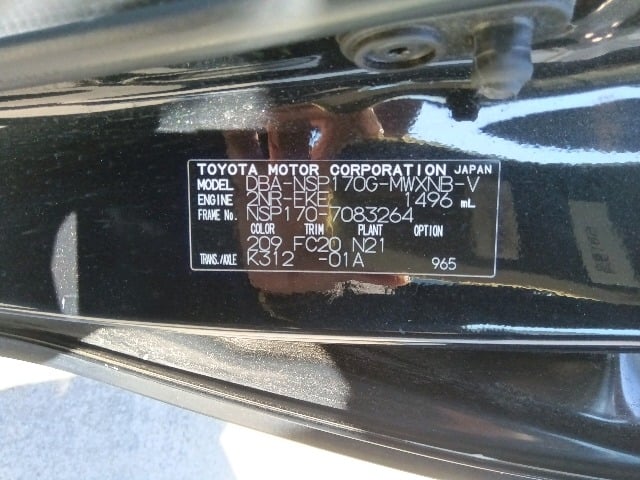 TOYOTA MOTOR CORPORATION JAPAN
MODEL DBA-NSP170G-MWXNB-V
ENGINE 2NR-FKE 1496 mL
FRAME No. NSP170-7083264
COLOR TRIM PLANT OPTION
209 FC20 N21
TRANS./AXLE K312 -01A 965